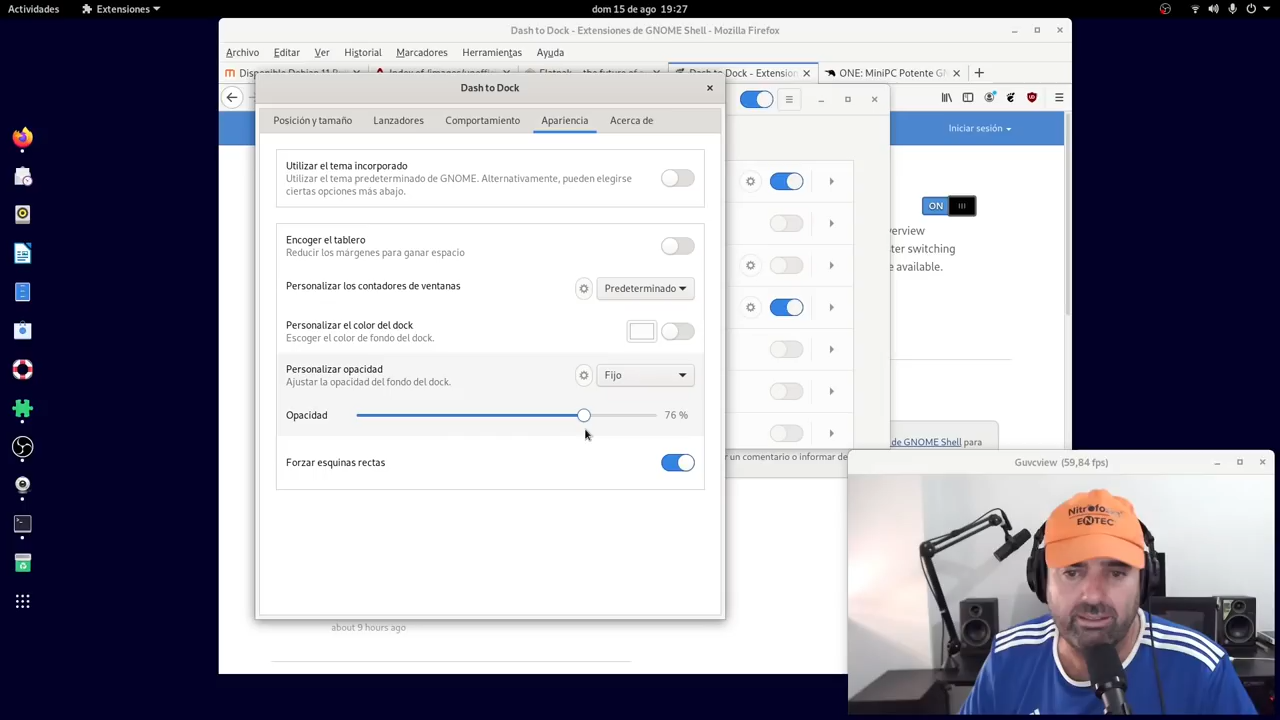 Actividades
Extensiones
dom 15 de ago 19:27
Dash to Dock - Extensiones de GNOME Shell - Mozilla Firefox
Archivo Editar Ver Historial Marcadores Herramientas Ayuda
Dash to Dock - Extension
ONE: MiniPC Potente GN
Dash to Dock
Posición y tamaño
Lanzadores
Comportamiento
Apariencia
Acerca de
Iniciar sesión
Utilizar el tema incorporado
Utilizar el tema predeterminado de GNOME. Alternativamente, pueden elegirse
ciertas opciones más abajo.
ON
erview
ter switching
e available.
Encoger el tablero
Reducir los márgenes para ganar espacio
Personalizar los contadores de ventanas
Predeterminado
Personalizar el color del dock
Escoger el color de fondo del dock.
Personalizar opacidad
Ajustar la opacidad del fondo del dock.
Fijo
Opacidad
76 %
Forzar esquinas rectas
de GNOME Shell para
r un comentario o informar de
about 9 hours ago
Guvcview (59,84 fps)
ENTEC